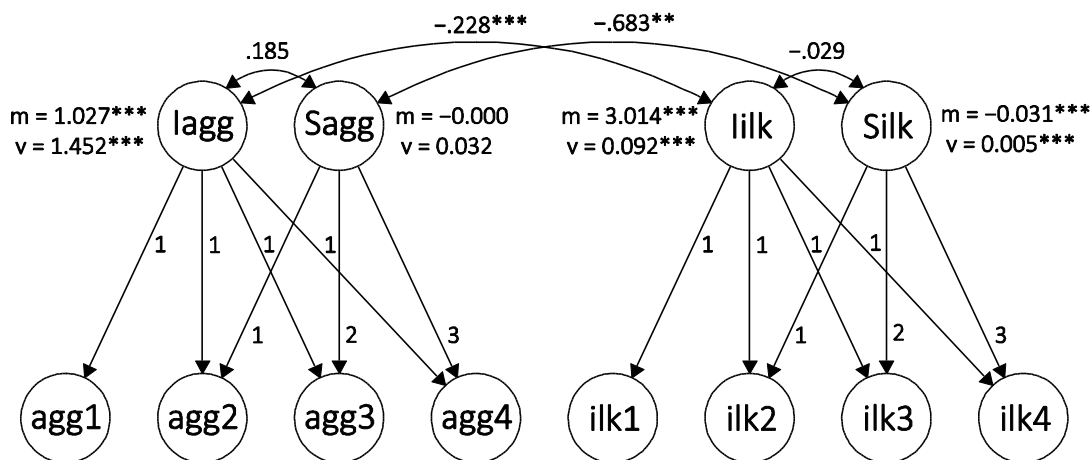 −.228***
−.683**
.185
−.029
m = 1.027***
v = 1.452***
Iagg
Sagg
m = −0.000
v = 0.032
m = 3.014***
v = 0.092***
Iilk
Silk
m = −0.031***
v = 0.005***
1
1
1
1
1
1
1
1
1
2
3
1
2
3
agg1
agg2
agg3
agg4
ilk1
ilk2
ilk3
ilk4